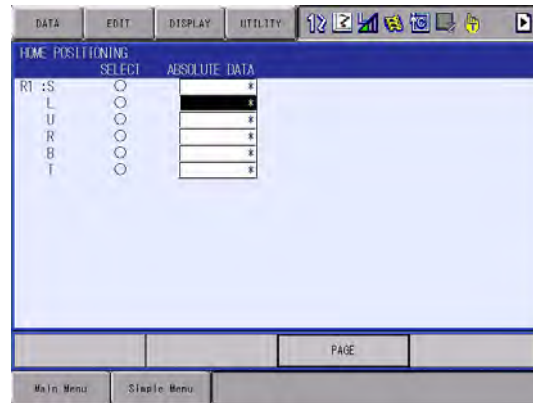 DATA EDIT DISPLAY UTILITY
HOME POSITIONING
SELECT ABSOLUTE DATA
R1 :S *
L *
U *
R *
B *
T *
PAGE
Main Menu Simple Menu